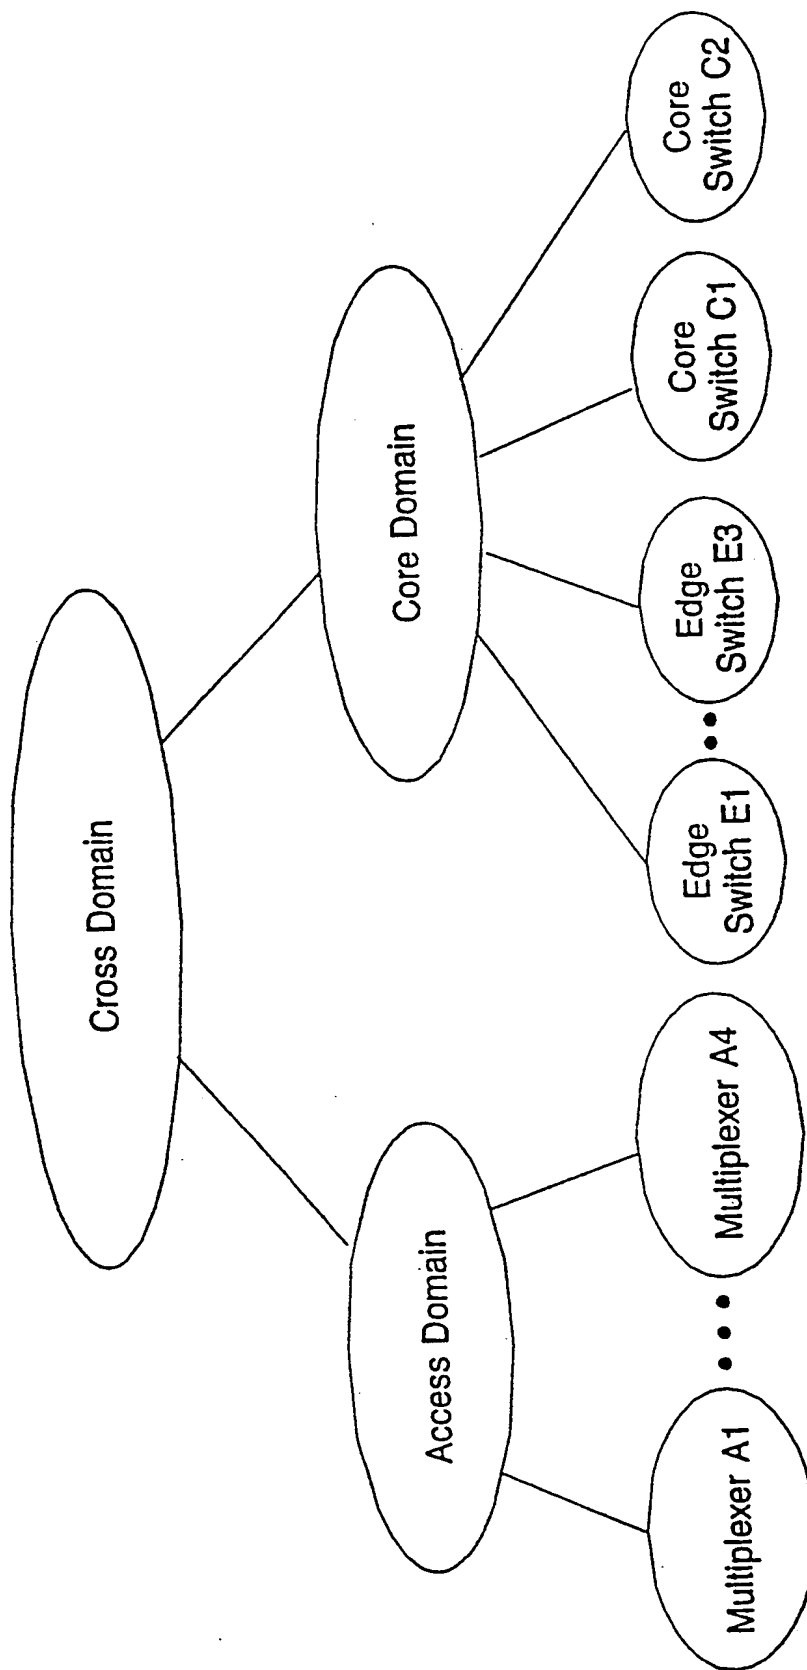 Cross Domain
Access Domain
Core Domain
Multiplexer A1
Multiplexer A4
Edge
Switch E1
Edge
Switch E3
Core
Switch C1
Core
Switch C2